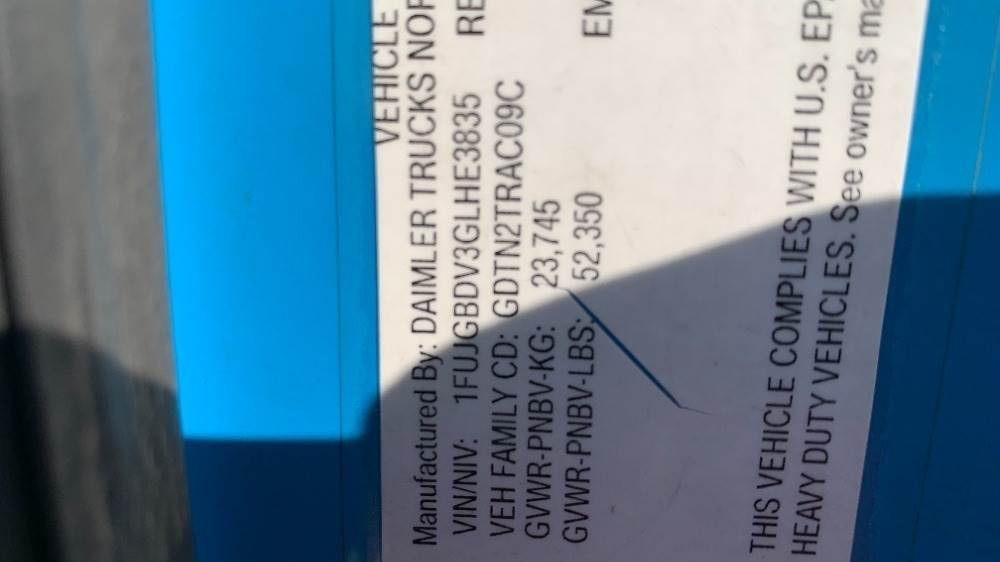 VEHICLE
Manufactured By: DAIMLER TRUCKS NOR
VIN/NIV: 1FUJGBDV3GLHE3835 RE
VEH FAMILY CD: GDTN2TRAC09C
GVWR-PNBV-KG: 23,745
GVWR-PNBV-LBS: 52,350 EM
THIS VEHICLE COMPLIES WITH U.S. EP
HEAVY DUTY VEHICLES. See owner's ma